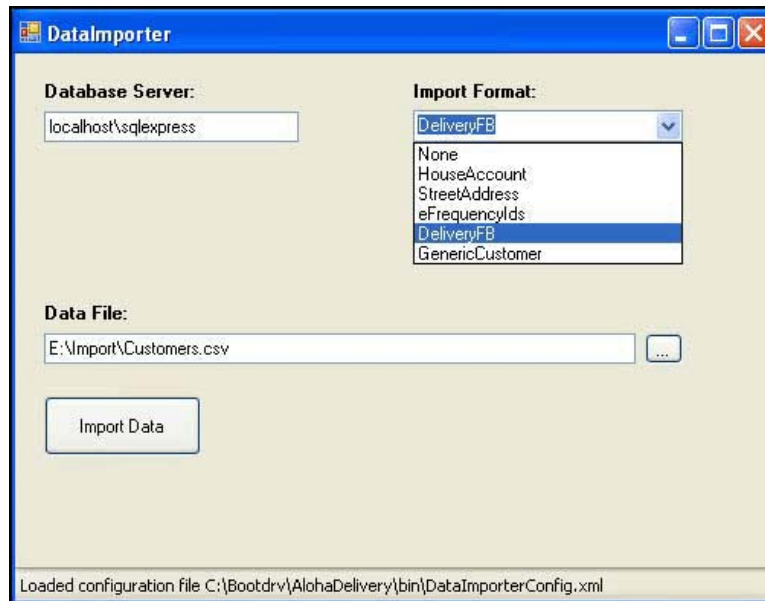 DataImporter
Database Server:
Import Format:
localhost\sqlexpress
DeliveryFB
None
HouseAccount
StreetAddress
eFrequencyIds
DeliveryFB
GenericCustomer
Data File:
E:\Import\Customers.csv
...
Import Data
Loaded configuration file C:\Bootdrv\AlohaDelivery\bin\DataImporterConfig.xml